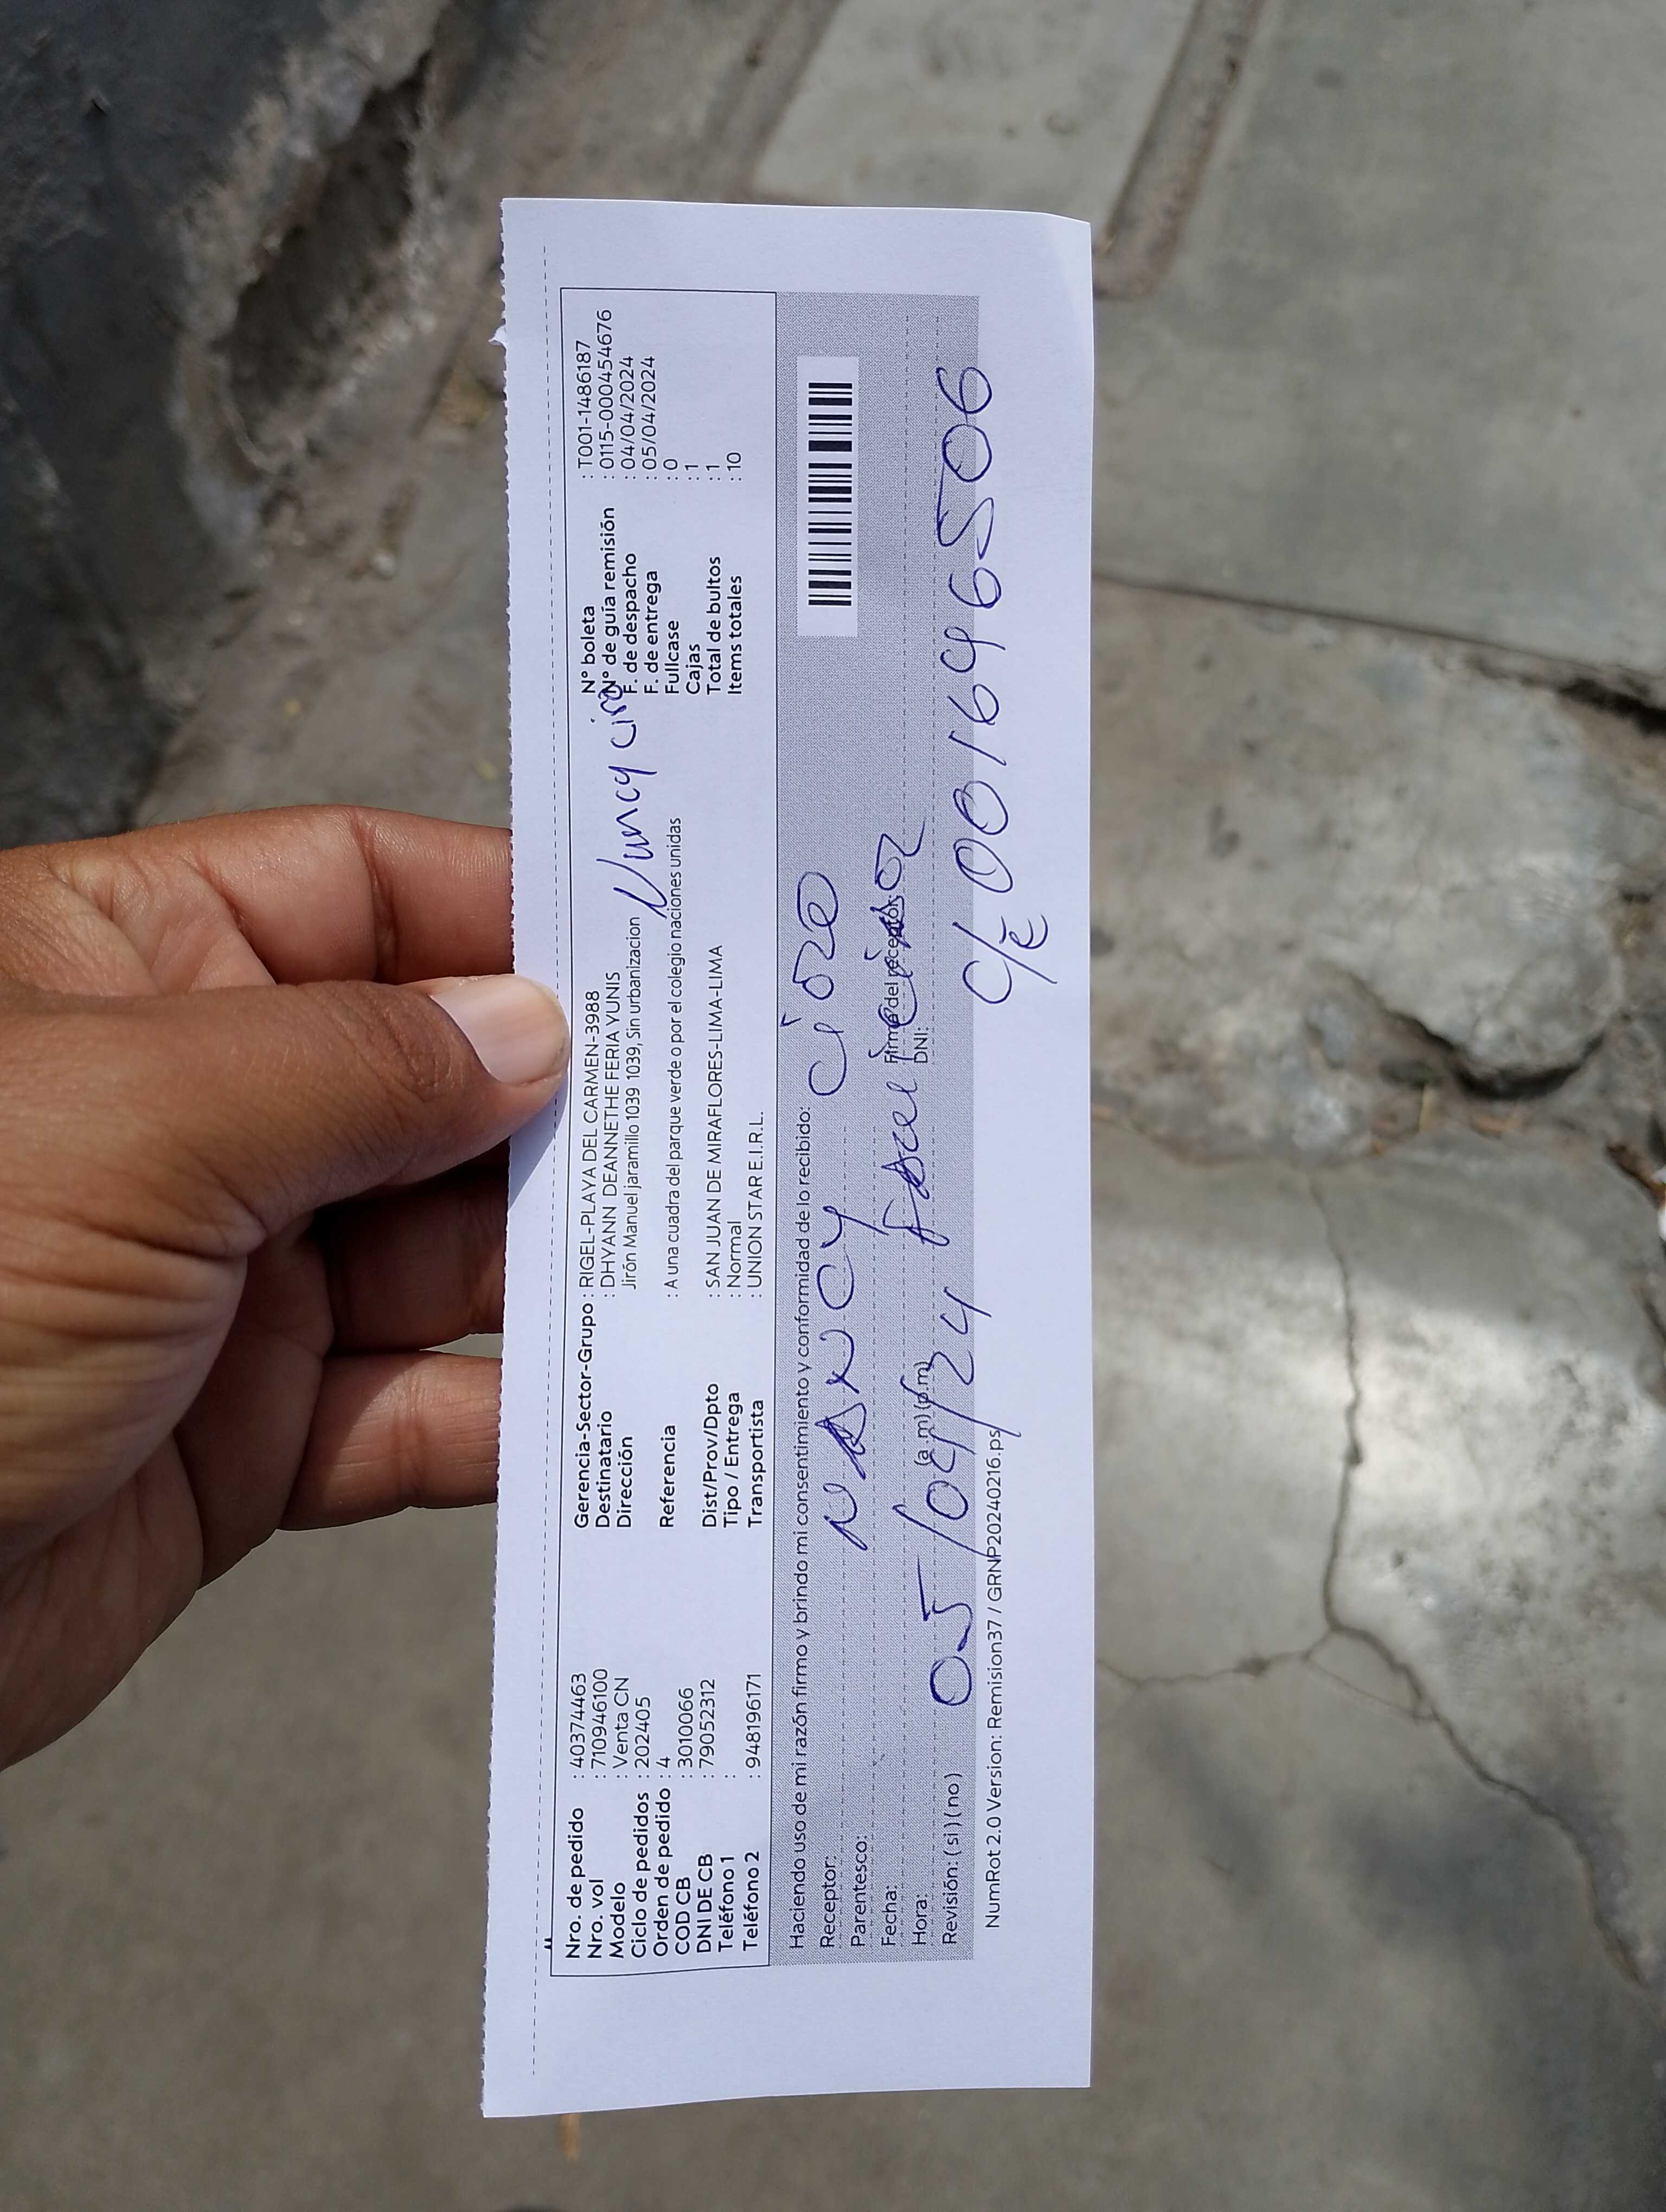 Nro. de pedido : 40374463
Nro. vol : 710946100
Modelo : Venta CN
Ciclo de pedidos : 202405
Orden de pedido : 4
COD CB : 3010066
DNI DE CB : 79052312
Teléfono 1 :
Teléfono 2 : 948196171
Gerencia-Sector-Grupo : RIGEL-PLAYA DEL CARMEN-3988
Destinatario : DHYANN DEANNETHE FERIA YUNIS
Dirección Jirón Manuel jaramillo 1039 1039, Sin urbanizacion
Referencia : A una cuadra del parque verde o por el colegio naciones unidas
Dist/Prov/Dpto : SAN JUAN DE MIRAFLORES-LIMA-LIMA
Tipo / Entrega : Normal
Transportista : UNION STAR E.I.R.L.
Nancy Ciro
N° boleta : T001-1486187
N° de guía remisión : 0115-000454676
F. de despacho : 04/04/2024
F. de entrega : 05/04/2024
Fullcase : 0
Cajas : 1
Total de bultos : 1
Items totales : 10
Haciendo uso de mi razón firmo y brindo mi consentimiento y conformidad de lo recibido:
Receptor: NANCY CIRO
Parentesco:
Fecha: 05/04/24
Firma del receptor
Hora: (a.m) (p.m) DNI:
C/E 001696506
Revisión: ( si ) ( no )
NumRot 2.0 Version: Remision37 / GRNP20240216.ps